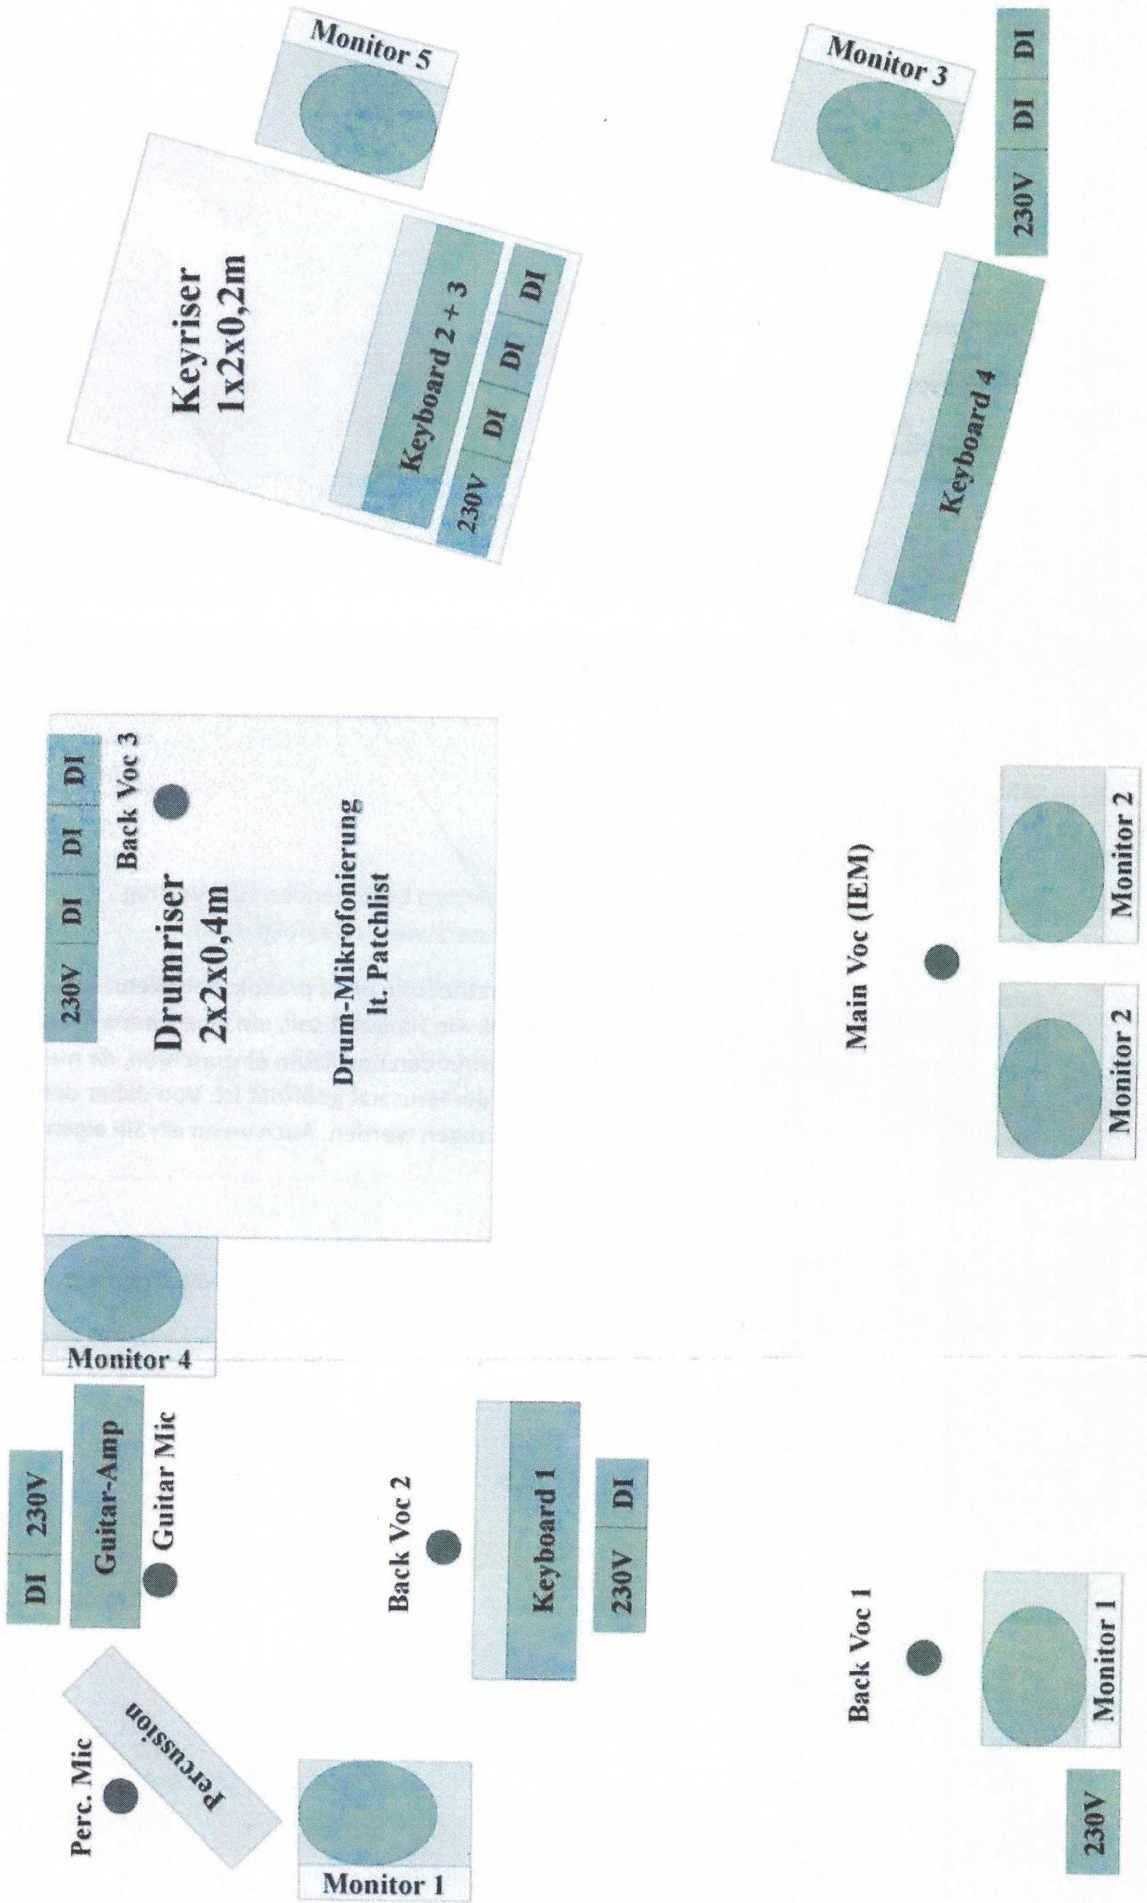 DI 230V
Guitar-Amp
Guitar Mic
Perc. Mic
Percussion
Monitor 1
Monitor 4
230V DI DI DI
Back Voc 3
Drumriser
2x2x0,4m
Drum-Mikrofonierung
lt. Patchlist
Keyriser
1x2x0,2m
Monitor 5
Keyboard 2 + 3
230V DI DI DI
Back Voc 2
Keyboard 1
230V DI
Back Voc 1
Monitor 1
230V
Main Voc (IEM)
Monitor 2
Monitor 2
Keyboard 4
Monitor 3
230V DI DI